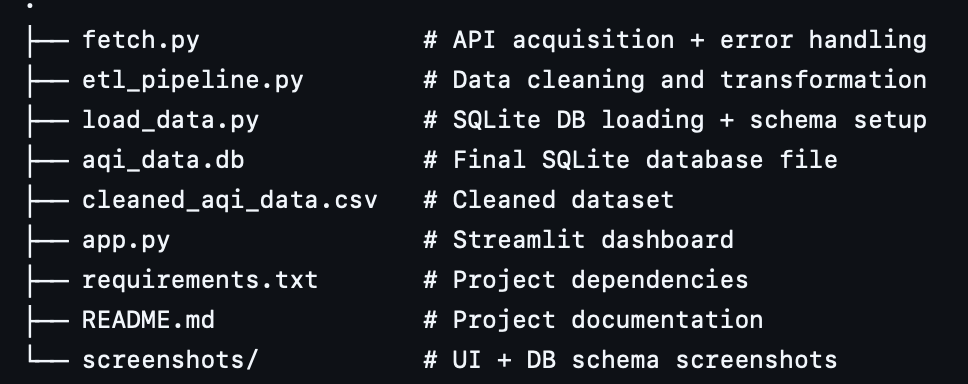 .
├── fetch.py               # API acquisition + error handling
├── etl_pipeline.py        # Data cleaning and transformation
├── load_data.py           # SQLite DB loading + schema setup
├── aqi_data.db            # Final SQLite database file
├── cleaned_aqi_data.csv   # Cleaned dataset
├── app.py                 # Streamlit dashboard
├── requirements.txt       # Project dependencies
├── README.md              # Project documentation
└── screenshots/           # UI + DB schema screenshots